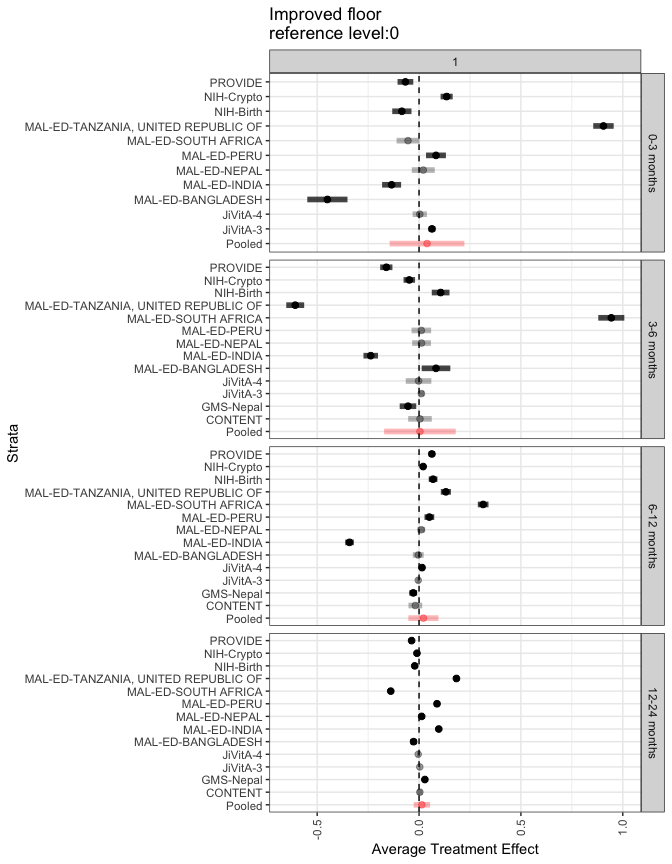 Improved floor
reference level:0
1
PROVIDE
NIH-Crypto
NIH-Birth
MAL-ED-TANZANIA, UNITED REPUBLIC OF
MAL-ED-SOUTH AFRICA
MAL-ED-PERU
MAL-ED-NEPAL
MAL-ED-INDIA
MAL-ED-BANGLADESH
JiVitA-4
JiVitA-3
Pooled
0-3 months
PROVIDE
NIH-Crypto
NIH-Birth
MAL-ED-TANZANIA, UNITED REPUBLIC OF
MAL-ED-SOUTH AFRICA
MAL-ED-PERU
MAL-ED-NEPAL
MAL-ED-INDIA
MAL-ED-BANGLADESH
JiVitA-4
JiVitA-3
GMS-Nepal
CONTENT
Pooled
3-6 months
PROVIDE
NIH-Crypto
NIH-Birth
MAL-ED-TANZANIA, UNITED REPUBLIC OF
MAL-ED-SOUTH AFRICA
MAL-ED-PERU
MAL-ED-NEPAL
MAL-ED-INDIA
MAL-ED-BANGLADESH
JiVitA-4
JiVitA-3
GMS-Nepal
CONTENT
Pooled
6-12 months
PROVIDE
NIH-Crypto
NIH-Birth
MAL-ED-TANZANIA, UNITED REPUBLIC OF
MAL-ED-SOUTH AFRICA
MAL-ED-PERU
MAL-ED-NEPAL
MAL-ED-INDIA
MAL-ED-BANGLADESH
JiVitA-4
JiVitA-3
GMS-Nepal
CONTENT
Pooled
12-24 months
Strata
-0.5
0.0
0.5
1.0
Average Treatment Effect